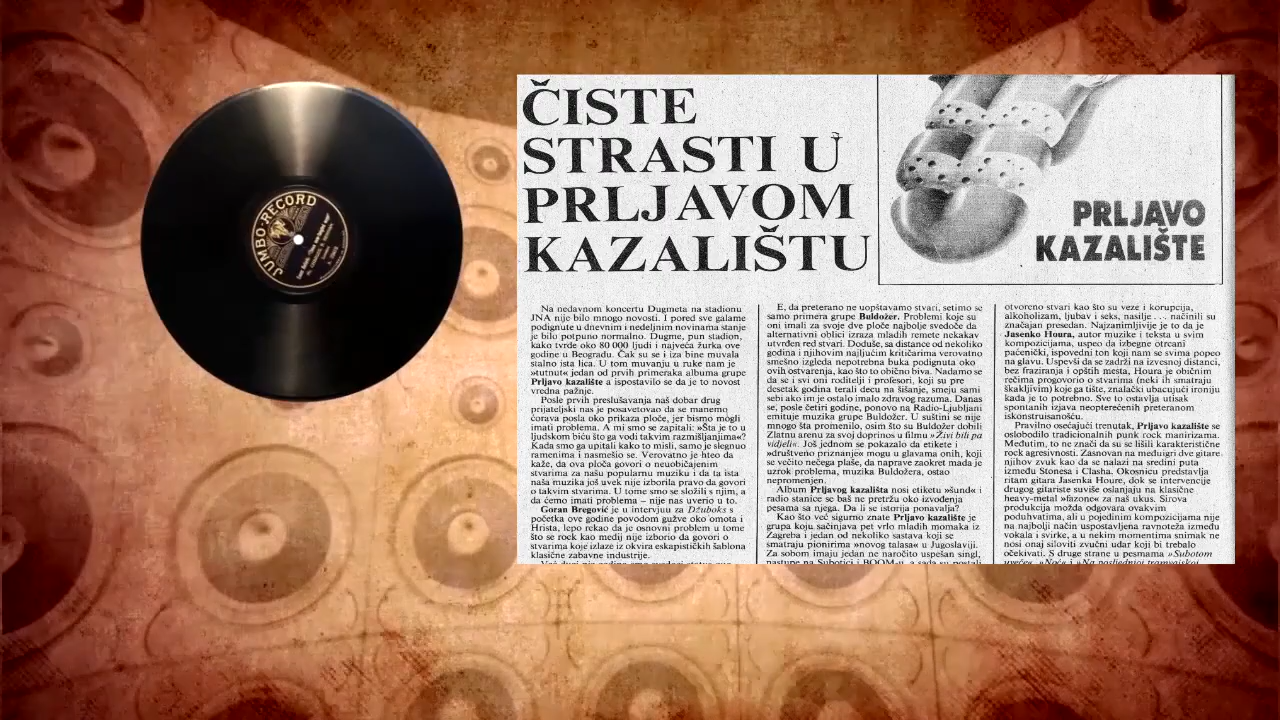 JUMBO-RECORD
ČISTE
STRASTI U
PRLJAVOM
KAZALIŠTU
PRLJAVO
KAZALIŠTE
Na nedavnom koncertu Dugmeta na stadionu
JNA nije bilo mnogo novosti. I pored sve galame
podignute u dnevnim i nedeljnim novinama stanje
je bilo potpuno normalno. Dugme, pun stadion,
kako tvrde oko 80 000 ljudi i najveća žurka ove
godine u Beogradu. Čak su se i iza bine muvala
sialno ista lica. U tom muvanju u ruke nam je
»tutnut« jedan od prvih primeraka albuma grupe
Prljavo kazalište a ispostavilo se da je to novost
vredna pažnje.
Posle prvih preslušavanja naš dobar drug
prijateljski nas je posavetovao da se manemo
ćorava posla oko prikaza ploče, jer bismo mogli
imati problema. A mi smo se zapitali: »Šta je to u
ljudskom biću što ga vodi takvim razmišljanjima«?
Kada smo ga upitali kako to misli, samo je slegnuo
ramenima i nasmešio se. Verovatno je hteo da
kaže, da ova ploča govori o neuobičajenim
stvarima za našu popularnu muziku i da ta ista
naša muzika još uvek nije izborila pravo da govori
o takvim stvarima. U tome smo se složili s njim, a
da ćemo imati problema – nije nas uverio u to.
Goran Bregović je u intervjuu za Džuboks s
početka ove godine povodom gužve oko omota i
Hrista, lepo rekao da je osnovni problem u tome
što se rock kao medij nije izborio da govori o
stvarima koje izlaze iz okvira eskapističkih šablona
klasične zabavne industrije.
E, da preterano ne uopštavamo stvari, setimo se
samo primera grupe Buldožer. Problemi koje su
oni imali za svoje dve ploče najbolje svedoče da
alternativni oblici izraza mladih remete nekakav
utvrđen red stvari. Doduše, sa distance od nekoliko
godina i njihovim najljućim kritičarima verovatno
smešno izgleda nepotrebna buka podignuta oko
ovih ostvarenja, kao što to obično biva. Nadamo se
da se i svi oni roditelji i profesori, koji su pre
desetak godina terali decu na šišanje, smeju sami
sebi ako im je ostalo imalo zdravog razuma. Danas
se, posle četiri godine, ponovo na Radio-Ljubljani
emituje muzika grupe Buldožer. U suštini se nije
mnogo šta promenilo, osim što su Buldožer dobili
Zlatnu arenu za svoj doprinos u filmu »Živi bili pa
vidjeli«. Još jednom se pokazalo da etikete i
»društveno priznanje« mogu u glavama onih, koji
se večito nečega plaše, da naprave zaokret mada je
uzrok problema, muzika Buldožera, ostao
nepromenjen.
Album Prljavog kazališta nosi etiketu »šund« i
radio stanice se baš ne pretržu oko izvođenja
pesama sa njega. Da li se istorija ponavlja?
Kao što već sigurno znate Prljavo kazalište je
grupa koju sačinjava pet vrlo mladih momaka iz
Zagreba i jedan od nekoliko sastava koji se
smatraju pionirima »novog talasa« u Jugoslaviji.
Za sobom imaju jedan ne naročito uspešan singl,
nastupe na Subotici i BOOM-u, a sada su postali
otvoreno stvari kao što su veze i korupcija,
alkoholizam, ljubav i seks, nasilje . . . načinili su
značajan presedan. Najzanimljivije je to da je
Jasenko Houra, autor muzike i teksta u svim
kompozicijama, uspeo da izbegne otrcani
pačenički, ispovedni ton koji nam se svima popeo
na glavu. Uspevši da se zadrži na izvesnoj distanci,
bez fraziranja i opštih mesta, Houra je običnim
rečima progovorio o stvarima (neki ih smatraju
škakljivim) koje ga tište, znalački ubacujući ironiju
kada je to potrebno. Sve to ostavlja utisak
spontanih izjava neopterećenih preteranom
iskonstruisanošću.
Pravilno osećajući trenutak, Prljavo kazalište se
oslobodilo tradicionalnih punk rock manirizama.
Međutim, to ne znači da su se lišili karakteristične
rock agresivnosti. Zasnovan na međuigri dve gitare
njihov zvuk kao da se nalazi na sredini puta
između Stonesa i Clasha. Okosnicu predstavlja
ritam gitara Jasenka Houre, dok se intervencije
drugog gitariste suviše oslanjaju na klasične
heavy-metal »fazone« za naš ukus. Sirova
produkcija možda odgovara ovakvim
poduhvatima, ali u pojedinim kompozicijama nije
na najbolji način uspostavljena ravnoteža između
vokala i svirke, a u nekim momentima snimak ne
nosi onaj siloviti zvučni udar koji bi trebalo
očekivati. S druge strane u pesmama »Subotom
uveče«, »Noć« i »Na posljednjoj tramvajskoj